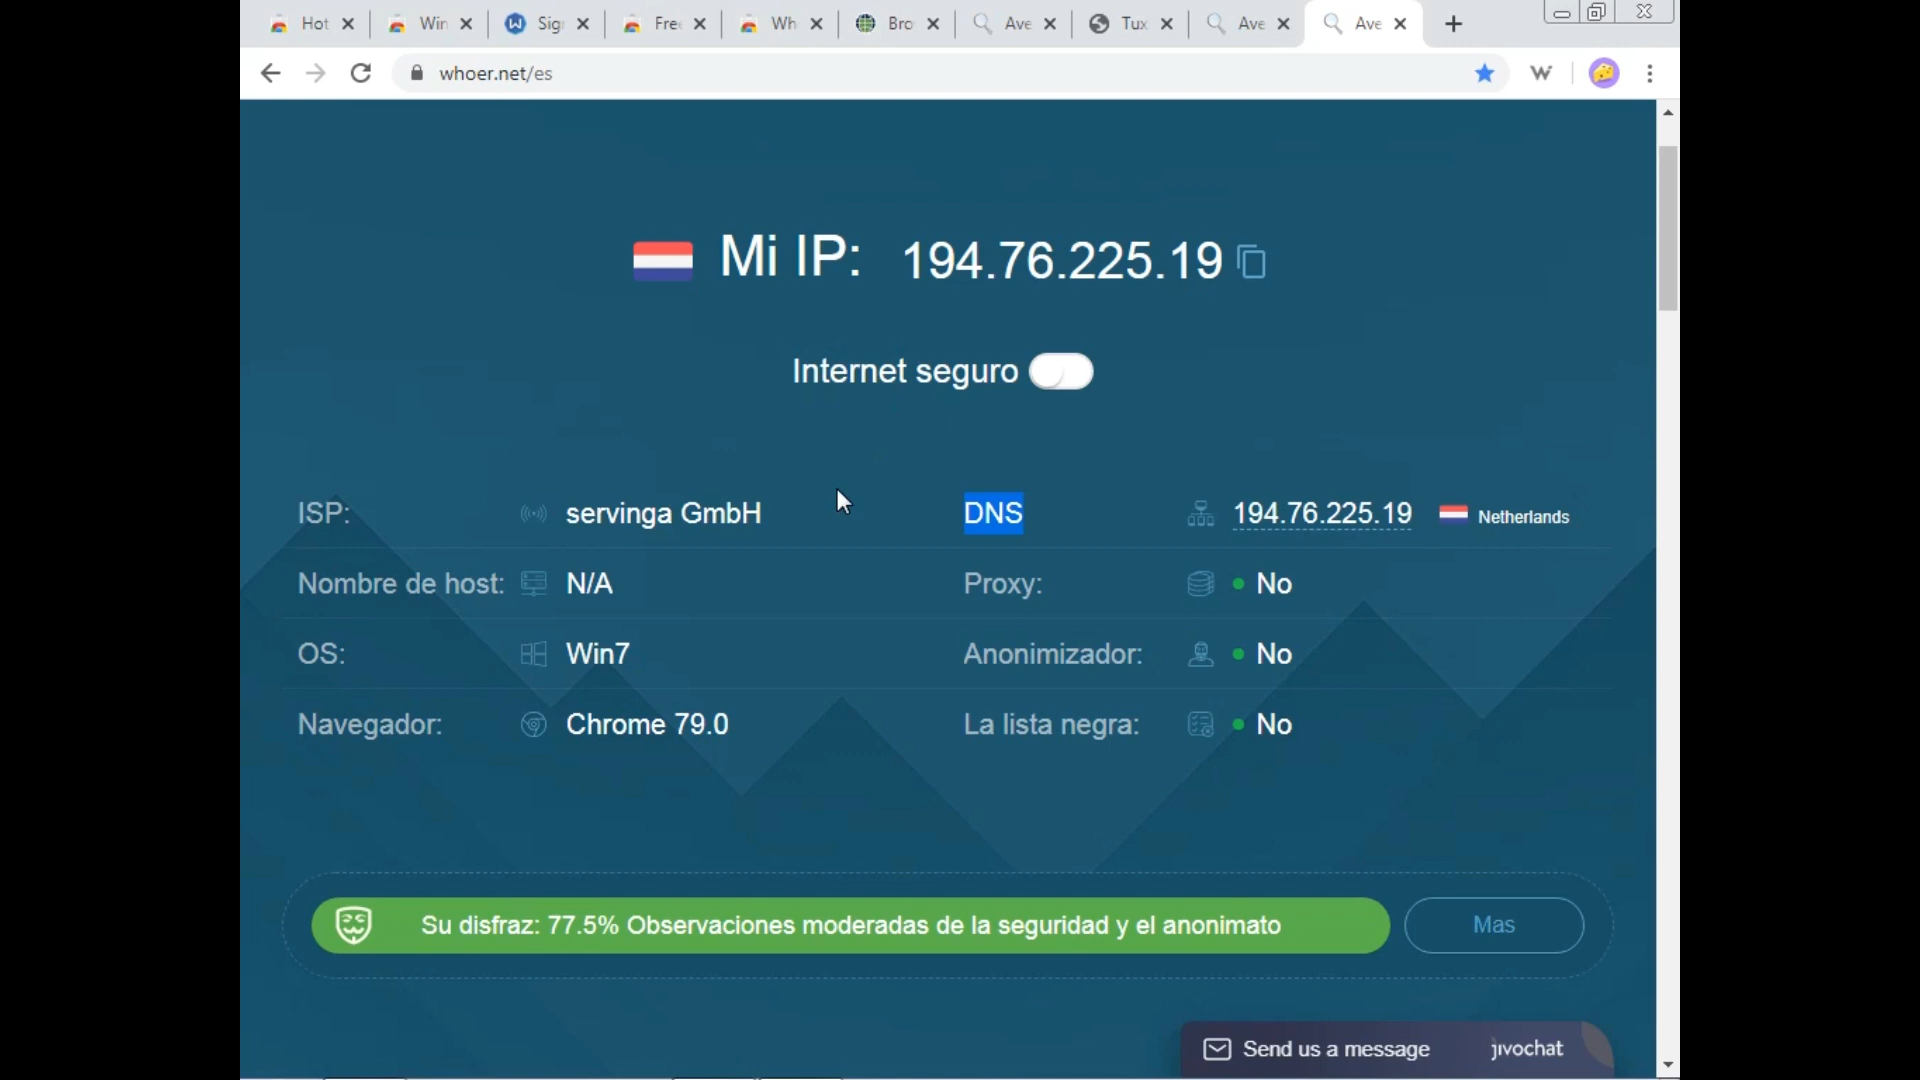 Hot
Win
Sig
Free
Wh
Bro
Ave
Tux
Ave
Ave
whoer.net/es
Mi IP: 194.76.225.19
Internet seguro
ISP: servinga GmbH DNS 194.76.225.19 Netherlands
Nombre de host: N/A Proxy: No
OS: Win7 Anonimizador: No
Navegador: Chrome 79.0 La lista negra: No
Su disfraz: 77.5% Observaciones moderadas de la seguridad y el anonimato
Mas
Send us a message jivochat